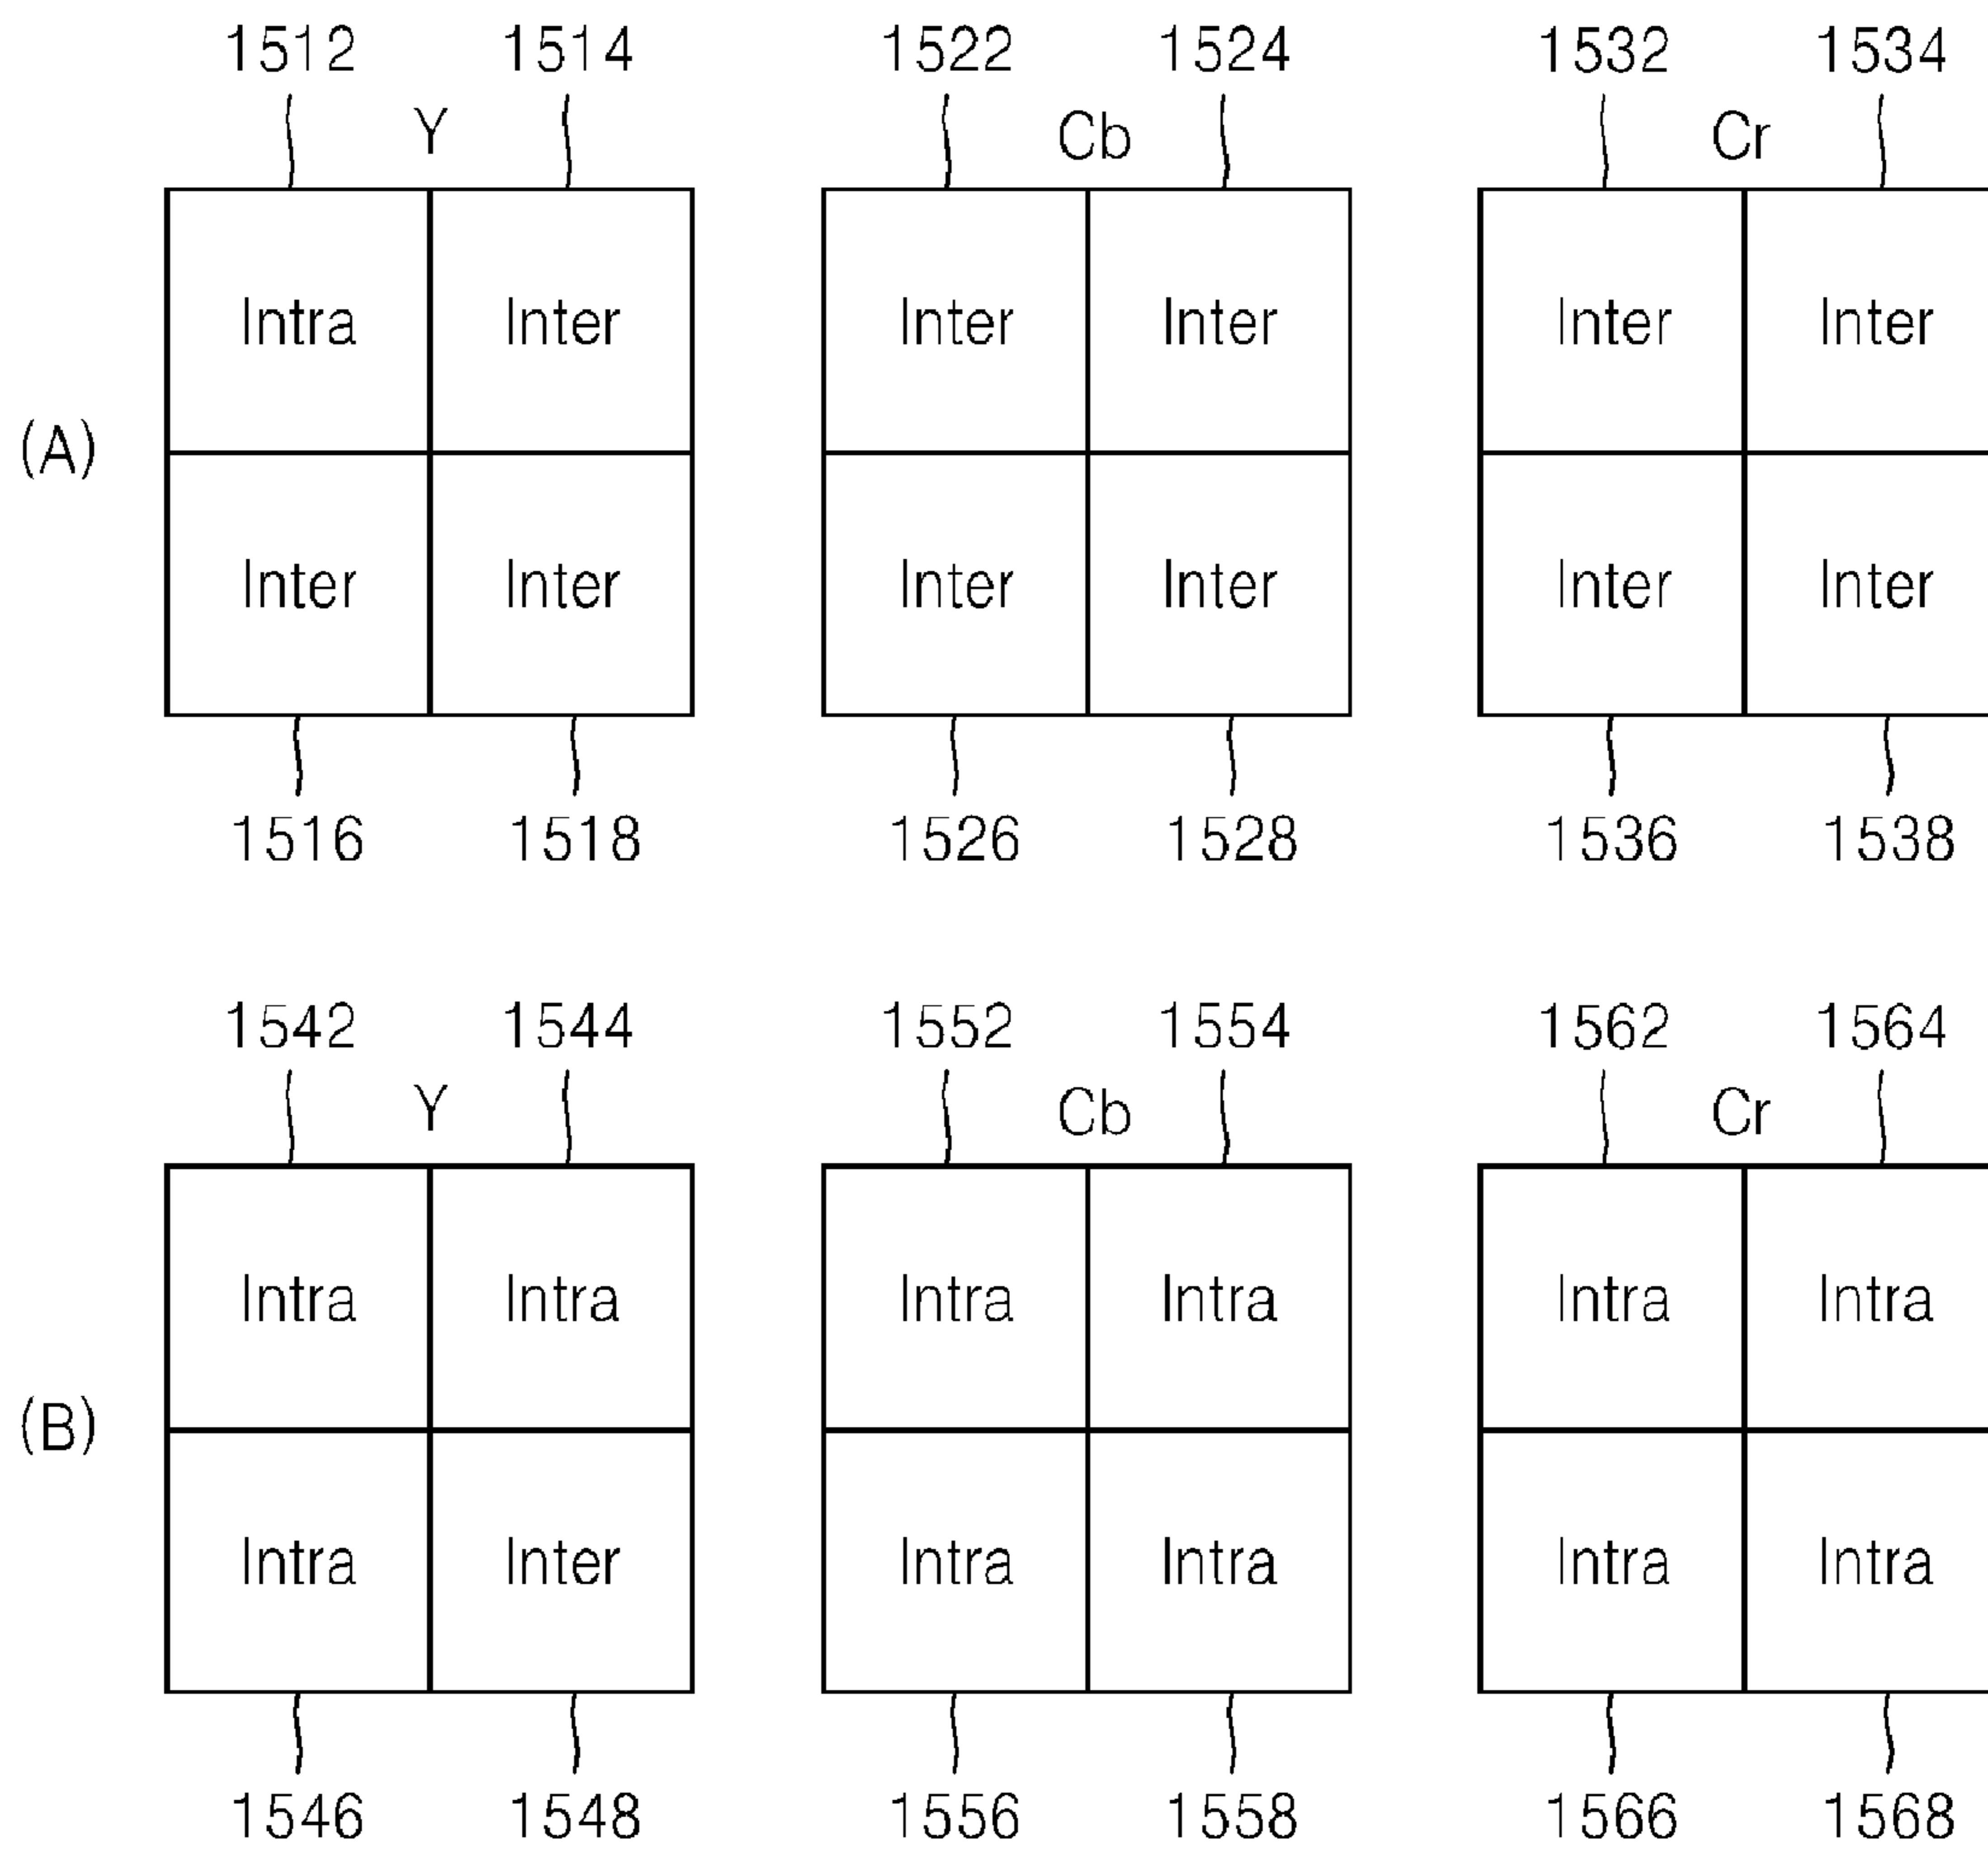 1512 1514 1522 1524 1532 1534
Y Cb Cr
Intra Inter Inter Inter Inter Inter
(A)
Inter Inter Inter Inter Inter Inter
1516 1518 1526 1528 1536 1538
1542 1544 1552 1554 1562 1564
Y Cb Cr
Intra Intra Intra Intra Intra Intra
(B)
Intra Inter Intra Intra Intra Intra
1546 1548 1556 1558 1566 1568